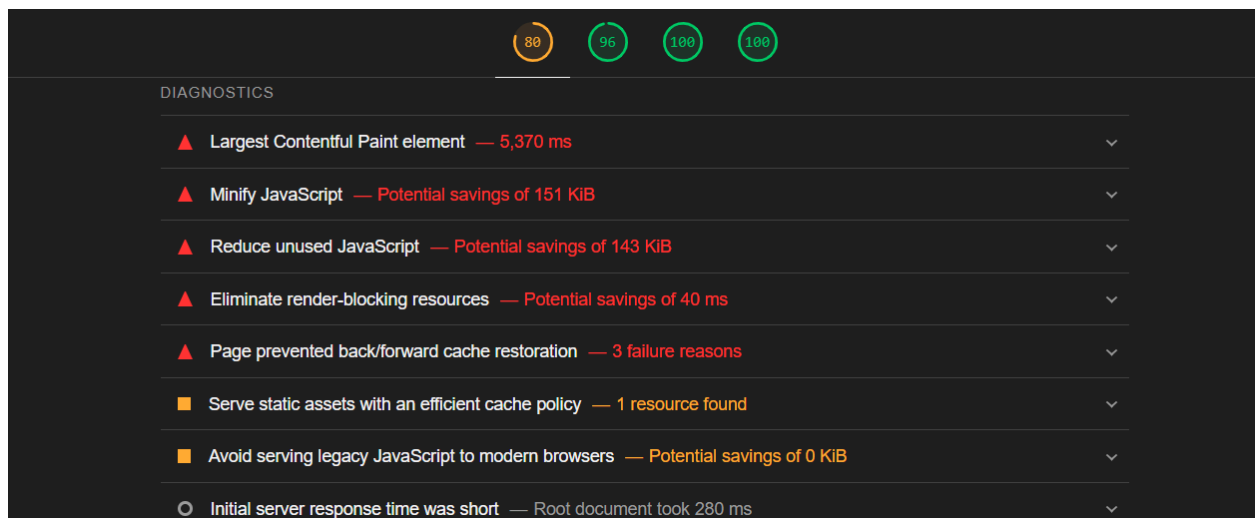 80 96 100 100
DIAGNOSTICS
Largest Contentful Paint element — 5,370 ms
Minify JavaScript — Potential savings of 151 KiB
Reduce unused JavaScript — Potential savings of 143 KiB
Eliminate render-blocking resources — Potential savings of 40 ms
Page prevented back/forward cache restoration — 3 failure reasons
Serve static assets with an efficient cache policy — 1 resource found
Avoid serving legacy JavaScript to modern browsers — Potential savings of 0 KiB
Initial server response time was short — Root document took 280 ms